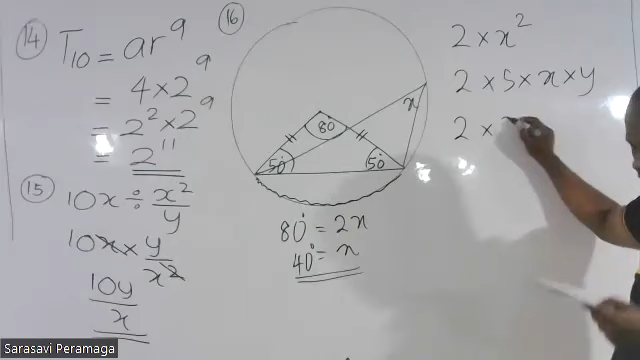 14 T₁₀ = ar⁹
= 4 × 2⁹
= 2² × 2⁹
= 2¹¹
15 10x ÷ x²/y
10x × y/x²
10y/x
16
80°
50° 50°
x
80° = 2x
40° = x
2 × x²
2 × 5 × x × y
2 ×
Sarasavi Peramaga